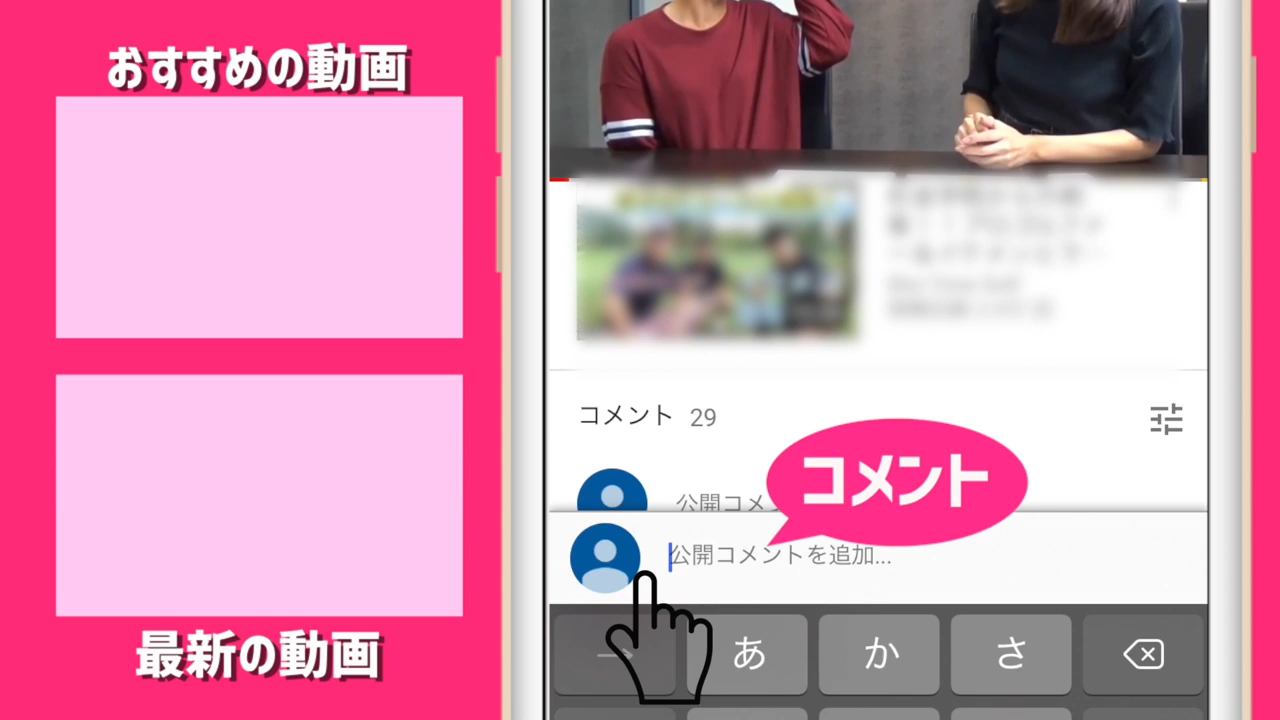 おすすめの動画
最新の動画
コメント 29
コメント
公開コメン
公開コメントを追加...
あ
か
さ